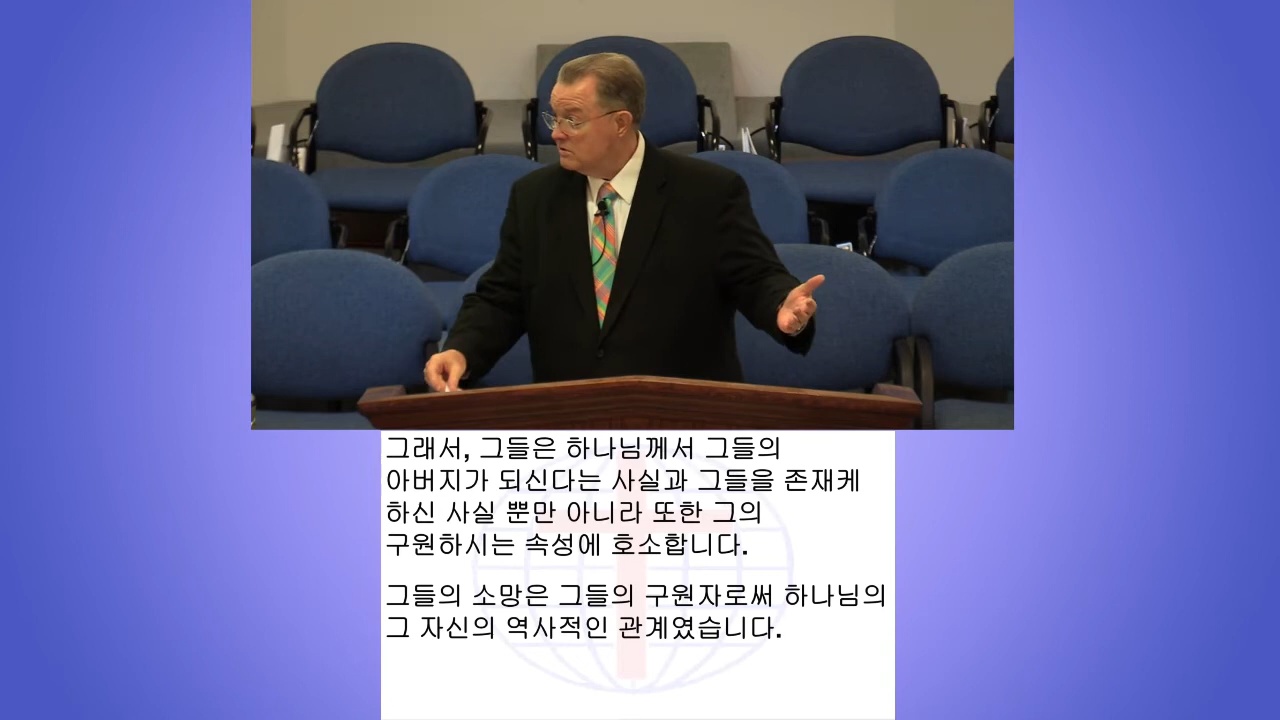 그래서, 그들은 하나님께서 그들의
아버지가 되신다는 사실과 그들을 존재케
하신 사실 뿐만 아니라 또한 그의
구원하시는 속성에 호소합니다.
그들의 소망은 그들의 구원자로써 하나님의
그 자신의 역사적인 관계였습니다.